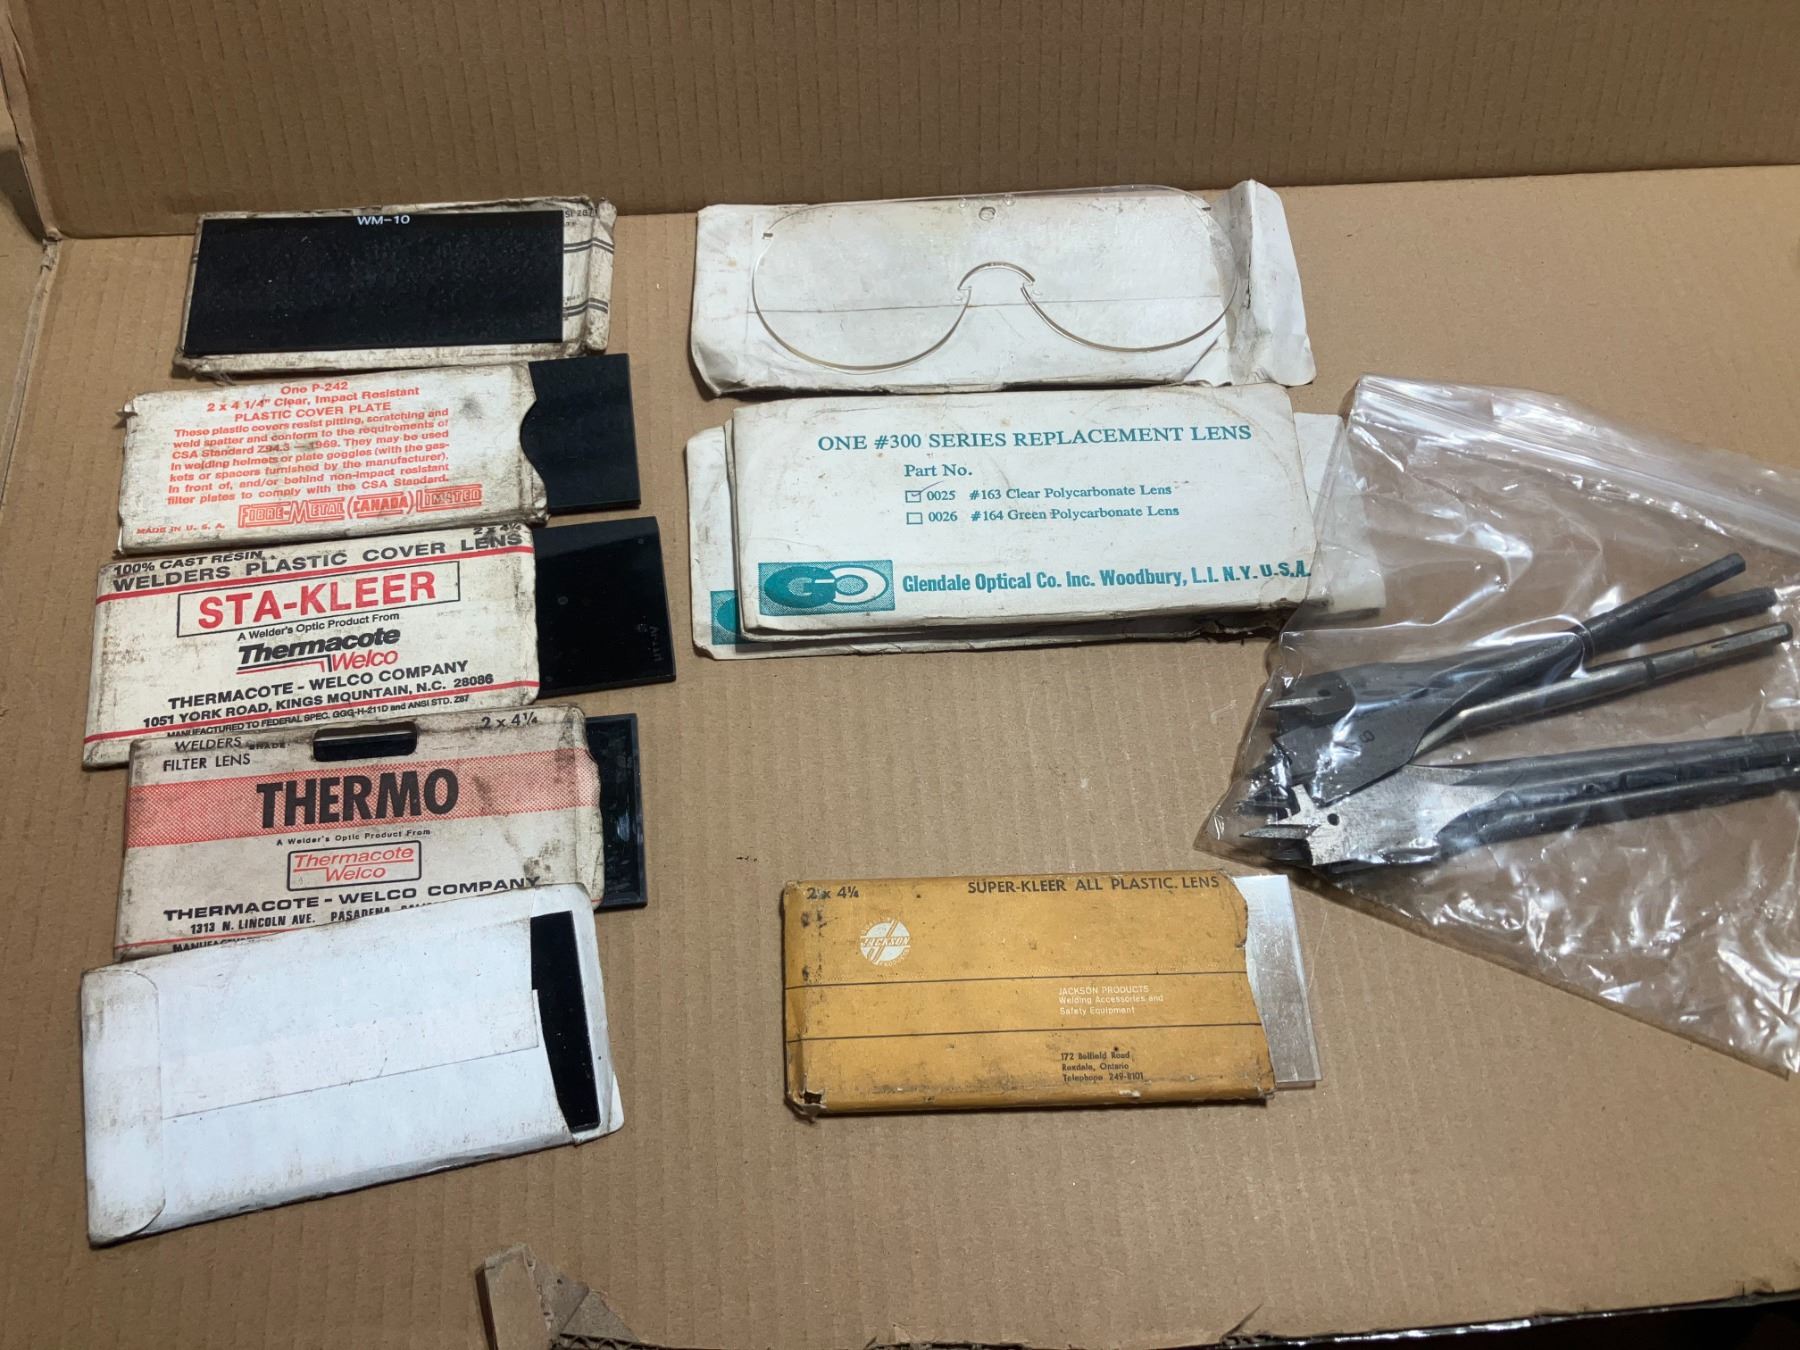 WM-10
One P-242
2 x 4 1/4" Clear, Impact Resistant
PLASTIC COVER PLATE
These plastic covers resist pitting, scratching and
weld spatter and conform to the requirements of
CSA Standard Z94.3 — 1969. They may be used
In welding helmets or plate goggles (with the gas-
kets or spacers furnished by the manufacturer),
In front of, and/or behind non-impact resistant
filter plates to comply with the CSA Standard.
FIBRE-METAL (CANADA) LIMITED
MADE IN U. S. A.
2 x 4¼
100% CAST RESIN
WELDERS PLASTIC COVER LENS
STA-KLEER
A Welder's Optic Product From
Thermacote
Welco
THERMACOTE - WELCO COMPANY
1051 YORK ROAD, KINGS MOUNTAIN, N.C. 28086
MANUFACTURED TO FEDERAL SPEC. GGG-H-211D and ANSI STD. Z87
2 x 4¼
WELDERS SHADE
FILTER LENS
THERMO
A Welder's Optic Product From
Thermacote
Welco
THERMACOTE - WELCO COMPANY
1313 N. LINCOLN AVE. PASADENA
ONE #300 SERIES REPLACEMENT LENS
Part No.
0025 #163 Clear Polycarbonate Lens
0026 #164 Green Polycarbonate Lens
GO
Glendale Optical Co. Inc. Woodbury, L.I. N.Y. U.S.A.
2 x 4¼ SUPER-KLEER ALL PLASTIC LENS
JACKSON
JACKSON PRODUCTS
Welding Accessories and
Safety Equipment
172 Belfield Road
Rexdale, Ontario
Telephone 249-8101